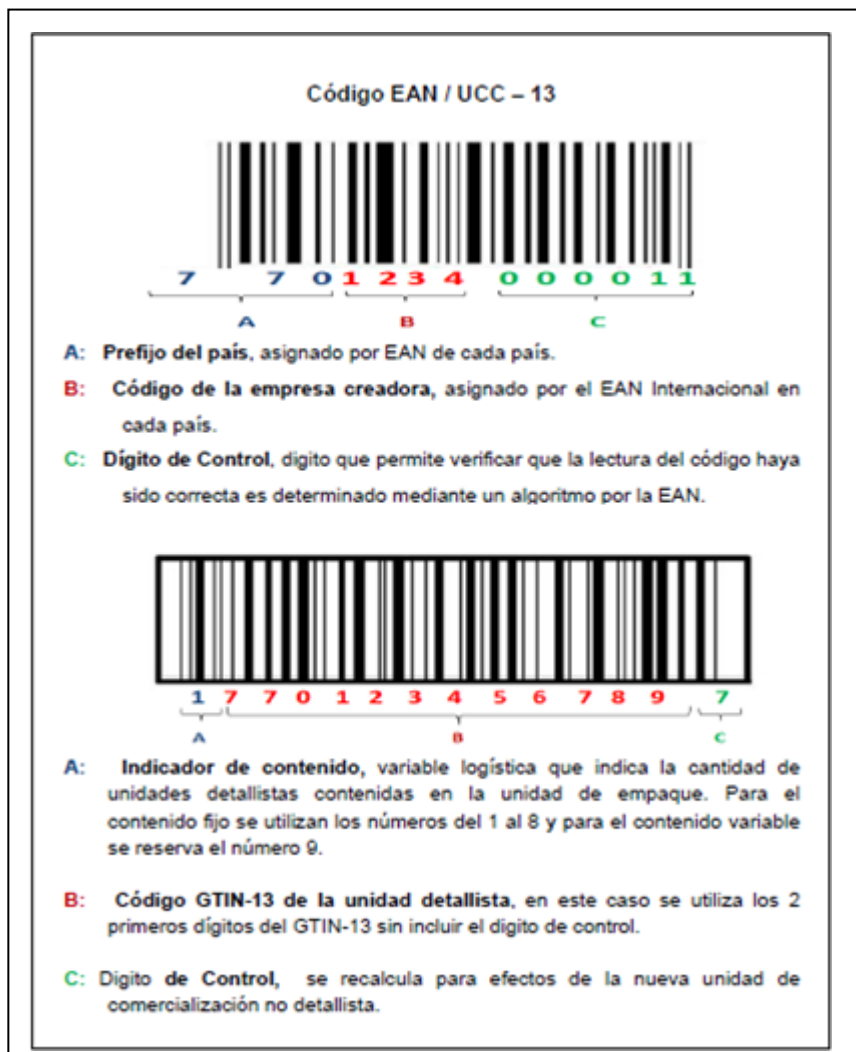 Código EAN / UCC – 13
7 7 0 1 2 3 4 0 0 0 0 1 1
A B C
A: Prefijo del país, asignado por EAN de cada país.
B: Código de la empresa creadora, asignado por el EAN Internacional en
cada país.
C: Dígito de Control, digito que permite verificar que la lectura del código haya
sido correcta es determinado mediante un algoritmo por la EAN.
1 7 7 0 1 2 3 4 5 6 7 8 9 7
A B C
A: Indicador de contenido, variable logística que indica la cantidad de
unidades detallistas contenidas en la unidad de empaque. Para el
contenido fijo se utilizan los números del 1 al 8 y para el contenido variable
se reserva el número 9.
B: Código GTIN-13 de la unidad detallista, en este caso se utiliza los 2
primeros dígitos del GTIN-13 sin incluir el digito de control.
C: Digito de Control, se recalcula para efectos de la nueva unidad de
comercialización no detallista.